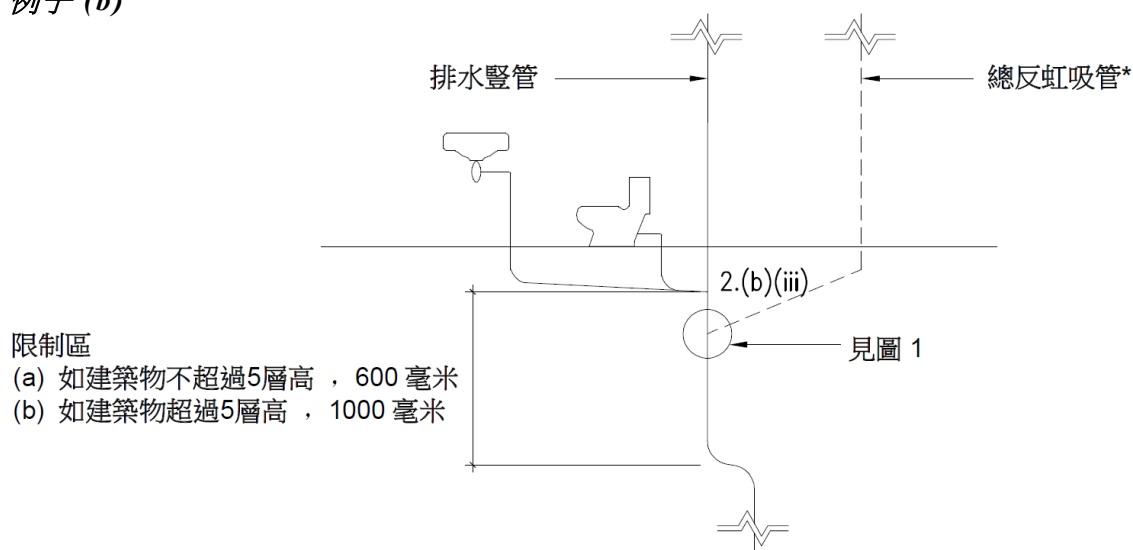 例子 (b)
排水豎管
總反虹吸管*
2.(b)(iii)
見圖 1
限制區
(a) 如建築物不超過5層高 ，600 毫米
(b) 如建築物超過5層高 ，1000 毫米